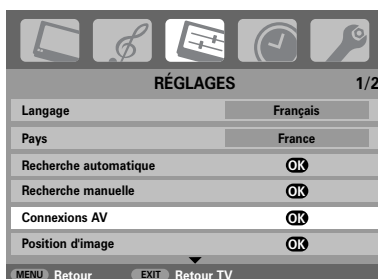 RÉGLAGES 1/2
Langage Français
Pays France
Recherche automatique OK
Recherche manuelle OK
Connexions AV OK
Position d'image OK
MENU Retour EXIT Retour TV